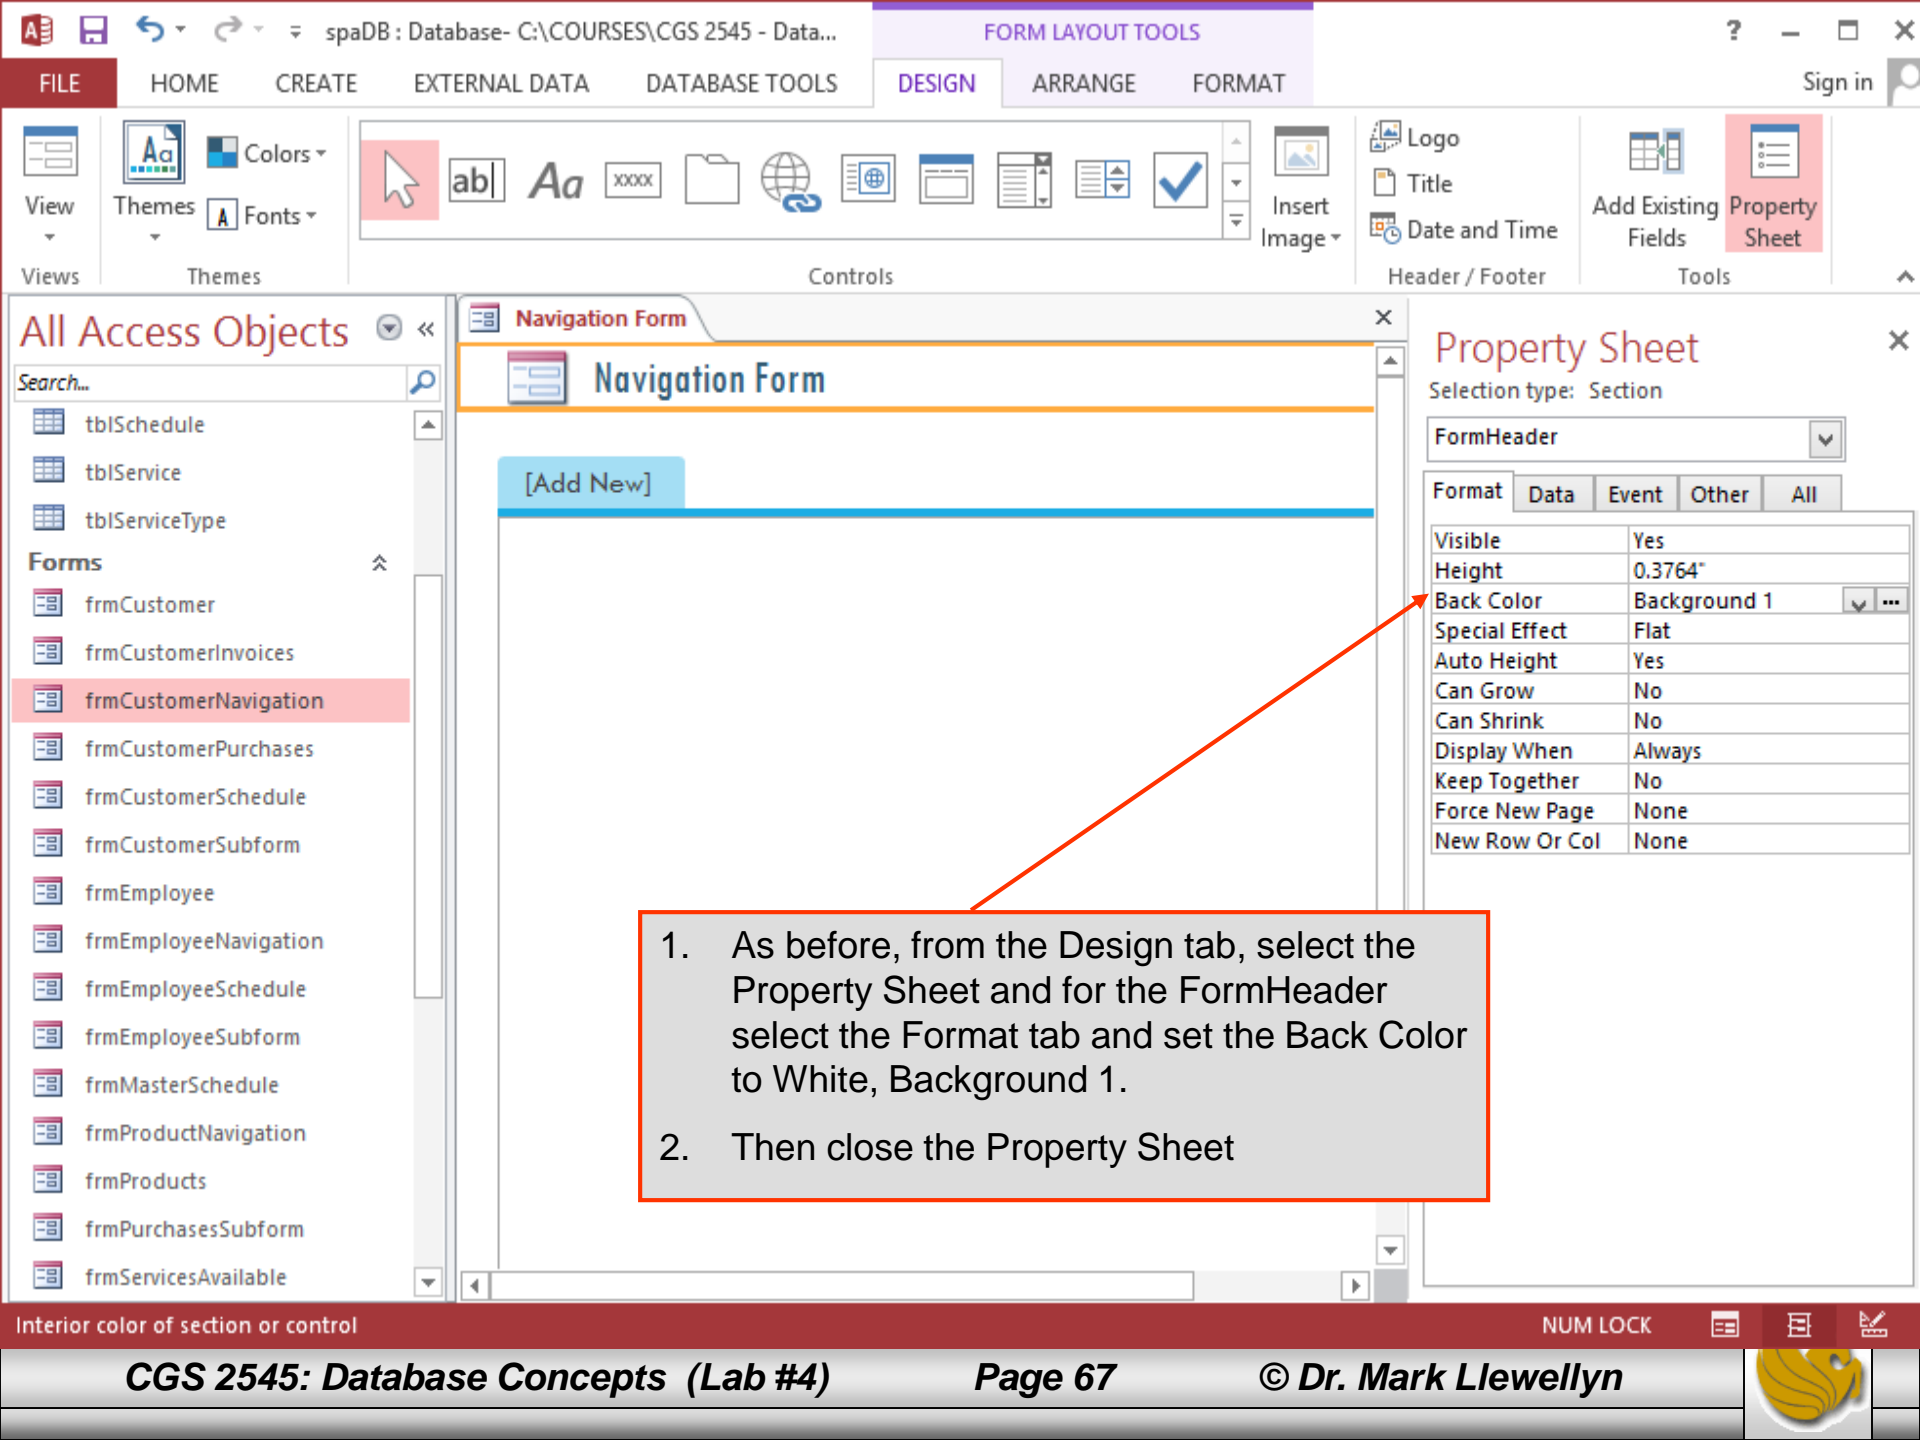 spaDB : Database- C:\COURSES\CGS 2545 - Data...
FORM LAYOUT TOOLS
?
FILE HOME CREATE EXTERNAL DATA DATABASE TOOLS DESIGN ARRANGE FORMAT Sign in
View
Themes
Aa
Colors
A Fonts
ab| Aa xxxx
Insert
Image
Logo
Title
Date and Time
Add Existing
Fields
Property
Sheet
Views Themes Controls Header / Footer Tools
All Access Objects «
Search...
tblSchedule
tblService
tblServiceType
Forms
frmCustomer
frmCustomerInvoices
frmCustomerNavigation
frmCustomerPurchases
frmCustomerSchedule
frmCustomerSubform
frmEmployee
frmEmployeeNavigation
frmEmployeeSchedule
frmEmployeeSubform
frmMasterSchedule
frmProductNavigation
frmProducts
frmPurchasesSubform
frmServicesAvailable
Navigation Form
Navigation Form
[Add New]
Property Sheet
Selection type: Section
FormHeader
Format Data Event Other All
Visible Yes
Height 0.3764"
Back Color Background 1
Special Effect Flat
Auto Height Yes
Can Grow No
Can Shrink No
Display When Always
Keep Together No
Force New Page None
New Row Or Col None
1. As before, from the Design tab, select the
Property Sheet and for the FormHeader
select the Format tab and set the Back Color
to White, Background 1.
2. Then close the Property Sheet
Interior color of section or control
NUM LOCK
CGS 2545: Database Concepts (Lab #4) Page 67 © Dr. Mark Llewellyn